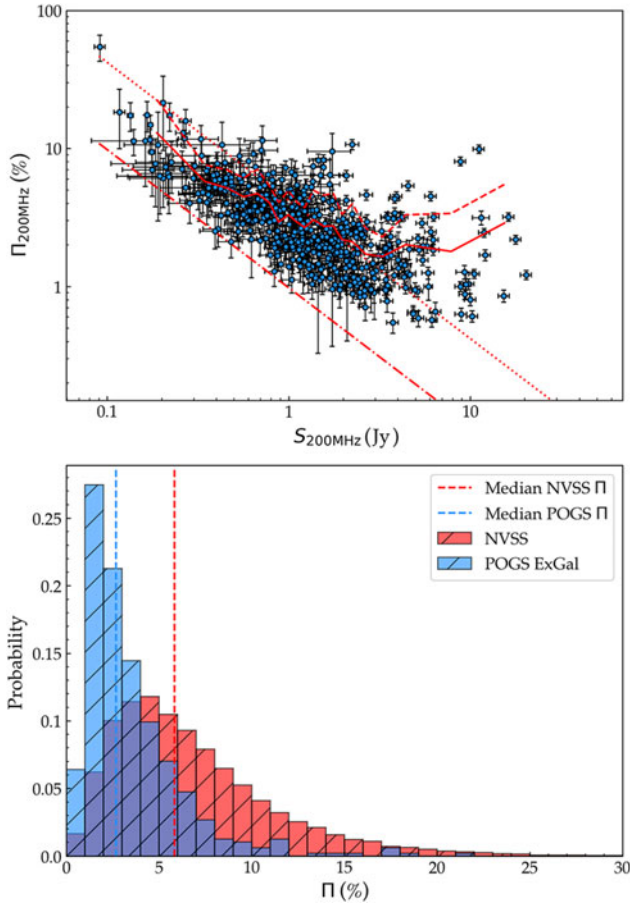 100
10
1
Π200MHz (%)
0.1 1 10
S200MHz (Jy)
0.25
0.20
0.15
0.10
0.05
0.0
Probability
Median NVSS Π
Median POGS Π
NVSS
POGS ExGal
0 5 10 15 20 25 30
Π (%)